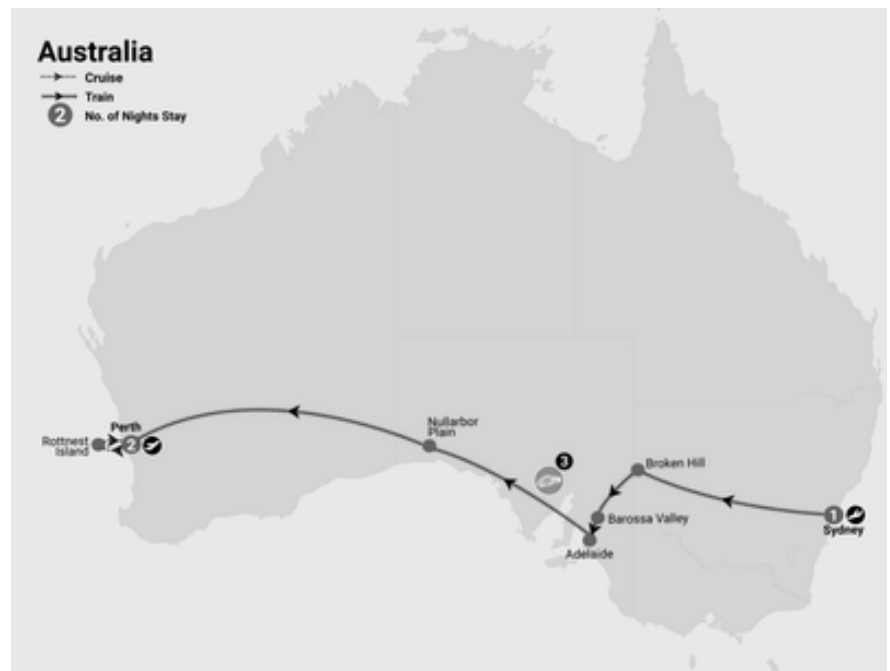 Australia
Cruise
Train
2 No. of Nights Stay
Perth
Rottnest
Island
2
Nullarbor
Plain
3
Broken Hill
Barossa Valley
Adelaide
1
Sydney